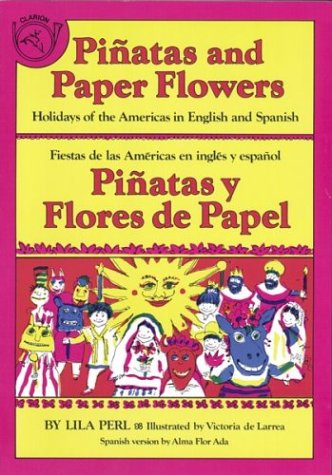 CLARION
Piñatas and
Paper Flowers
Holidays of the Americas in English and Spanish
Fiestas de las Américas en inglés y español
Piñatas y
Flores de Papel
BY LILA PERL Illustrated by Victoria de Larrea
Spanish version by Alma Flor Ada